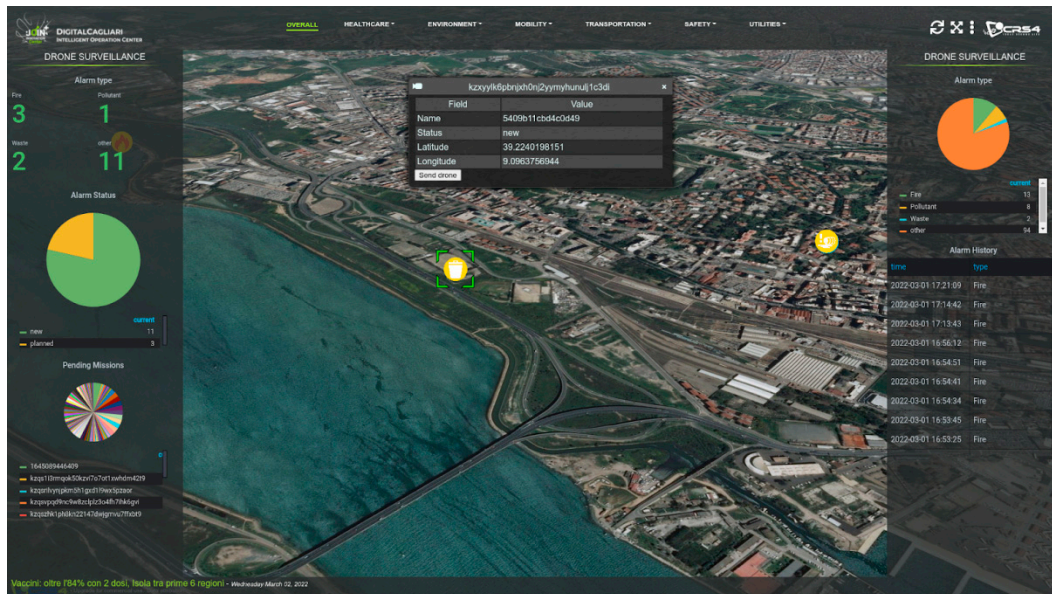 JOIN
DIGITALCAGLIARI
INTELLIGENT OPERATION CENTER
OVERALL
HEALTHCARE
ENVIRONMENT
MOBILITY
TRANSPORTATION
SAFETY
UTILITIES
CRS4
DRONE SURVEILLANCE
Alarm type
Fire
Pollutant
3
1
Waste
other
2
11
Alarm Status
current
new 11
planned 3
Pending Missions
1645089446409
kzxyylk6pbnjxh0nj2yymyhunulj1c3di
×
Field Value
Name 5409b11cbd4c0d49
Status new
Latitude 39.2240198151
Longitude 9.0963756944
Send drone
DRONE SURVEILLANCE
Alarm type
current
Fire 13
Pollutant 8
Waste 2
other 94
Alarm History
time type
2022-03-01 17:21:09 Fire
2022-03-01 17:14:42 Fire
2022-03-01 17:13:43 Fire
2022-03-01 16:56:12 Fire
2022-03-01 16:54:51 Fire
2022-03-01 16:54:41 Fire
2022-03-01 16:54:34 Fire
2022-03-01 16:53:45 Fire
2022-03-01 16:53:25 Fire
Vaccini: oltre l'84% con 2 dosi, Isola tra prime 6 regioni - Wednesday March 02, 2022